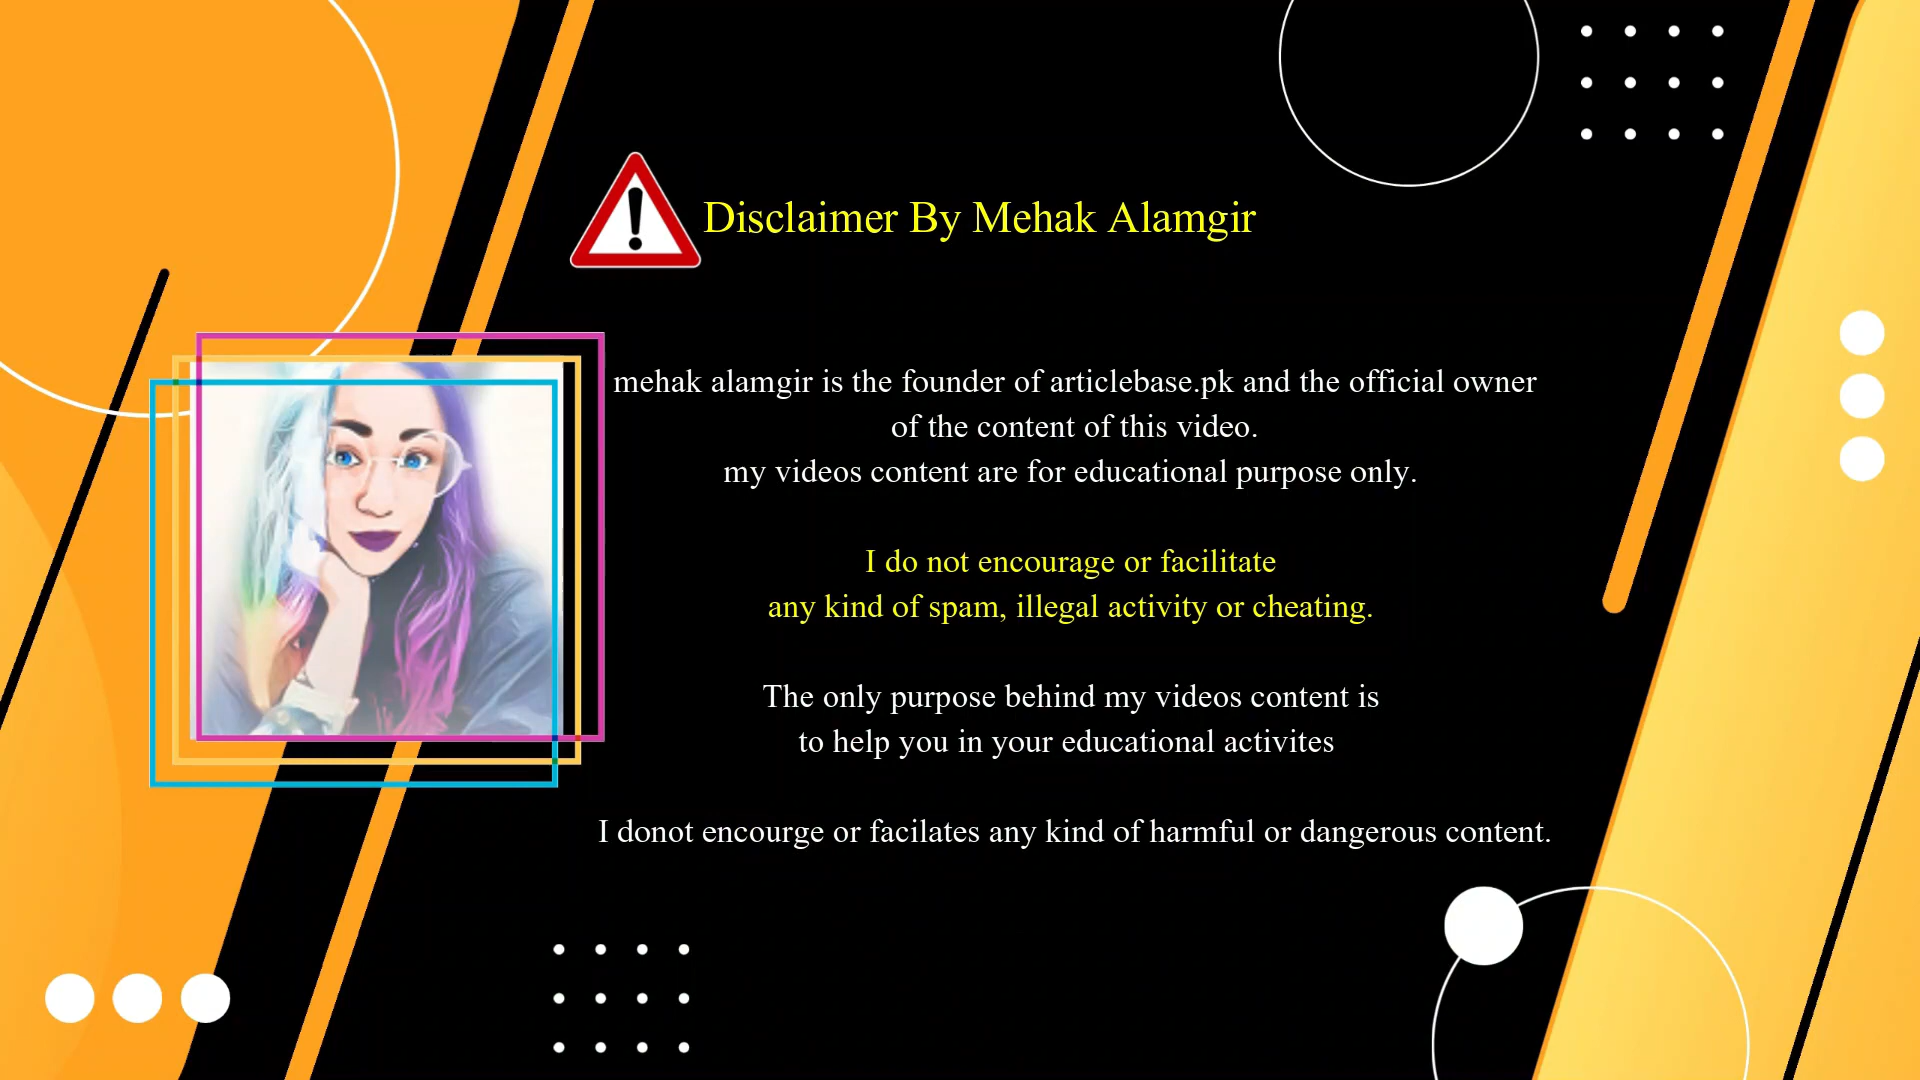 Disclaimer By Mehak Alamgir
mehak alamgir is the founder of articlebase.pk and the official owner
of the content of this video.
my videos content are for educational purpose only.
I do not encourage or facilitate
any kind of spam, illegal activity or cheating.
The only purpose behind my videos content is
to help you in your educational activites
I donot encourge or facilates any kind of harmful or dangerous content.